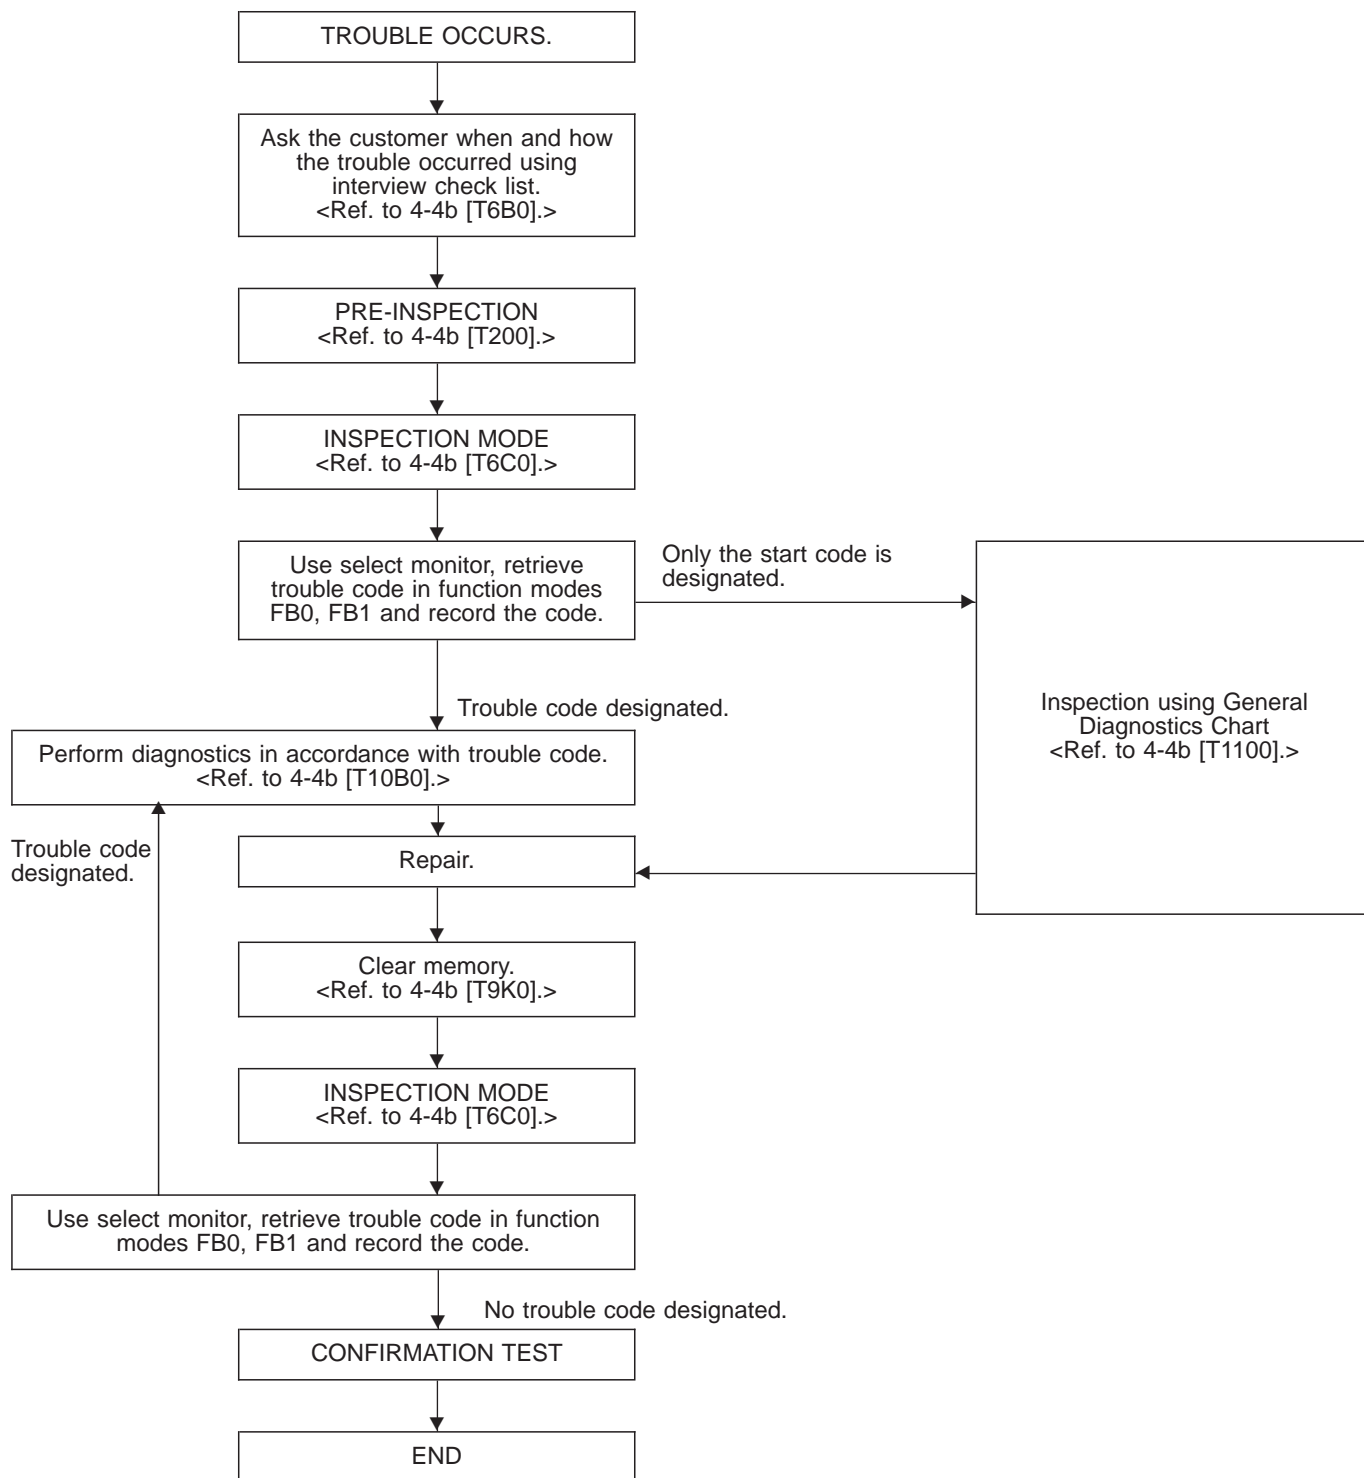 TROUBLE OCCURS.
Ask the customer when and how
the trouble occurred using
interview check list.
<Ref. to 4-4b [T6B0].>
PRE-INSPECTION
<Ref. to 4-4b [T200].>
INSPECTION MODE
<Ref. to 4-4b [T6C0].>
Use select monitor, retrieve
trouble code in function modes
FB0, FB1 and record the code.
Only the start code is
designated.
Inspection using General
Diagnostics Chart
<Ref. to 4-4b [T1100].>
Trouble code designated.
Perform diagnostics in accordance with trouble code.
<Ref. to 4-4b [T10B0].>
Trouble code
designated.
Repair.
Clear memory.
<Ref. to 4-4b [T9K0].>
INSPECTION MODE
<Ref. to 4-4b [T6C0].>
Use select monitor, retrieve trouble code in function
modes FB0, FB1 and record the code.
No trouble code designated.
CONFIRMATION TEST
END